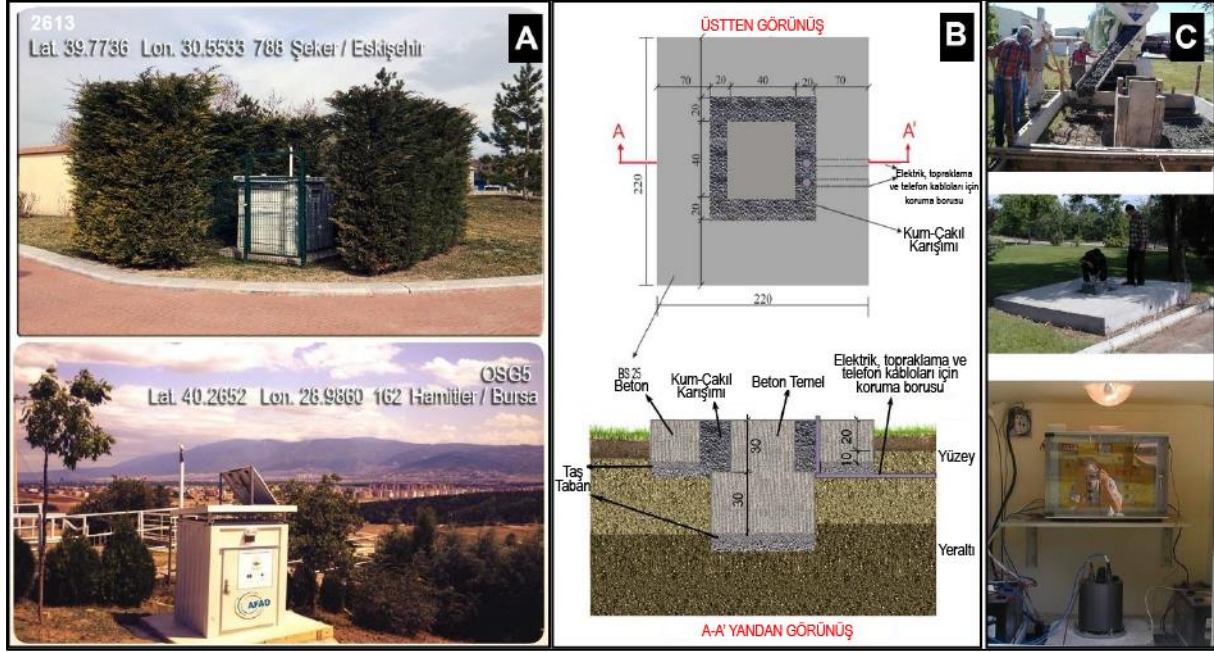 2613
Lat. 39.7736 Lon. 30.5533 788 Şeker / Eskişehir
A
OSG5
Lat. 40.2652 Lon. 28.9860 162 Hamitler / Bursa
AFAD
ÜSTTEN GÖRÜNÜŞ
B
70
20
40
20
70
20
A
A'
40
220
20
Elektrik, topraklama
ve telefon kabloları için
koruma borusu
Kum-Çakıl
Karışımı
220
BS 25
Beton
Kum-Çakıl
Karışımı
Beton Temel
Elektrik, topraklama ve
telefon kabloları için
koruma borusu
30
20
10
Yüzey
Taş
Taban
30
Yeraltı
A-A' YANDAN GÖRÜNÜŞ
C